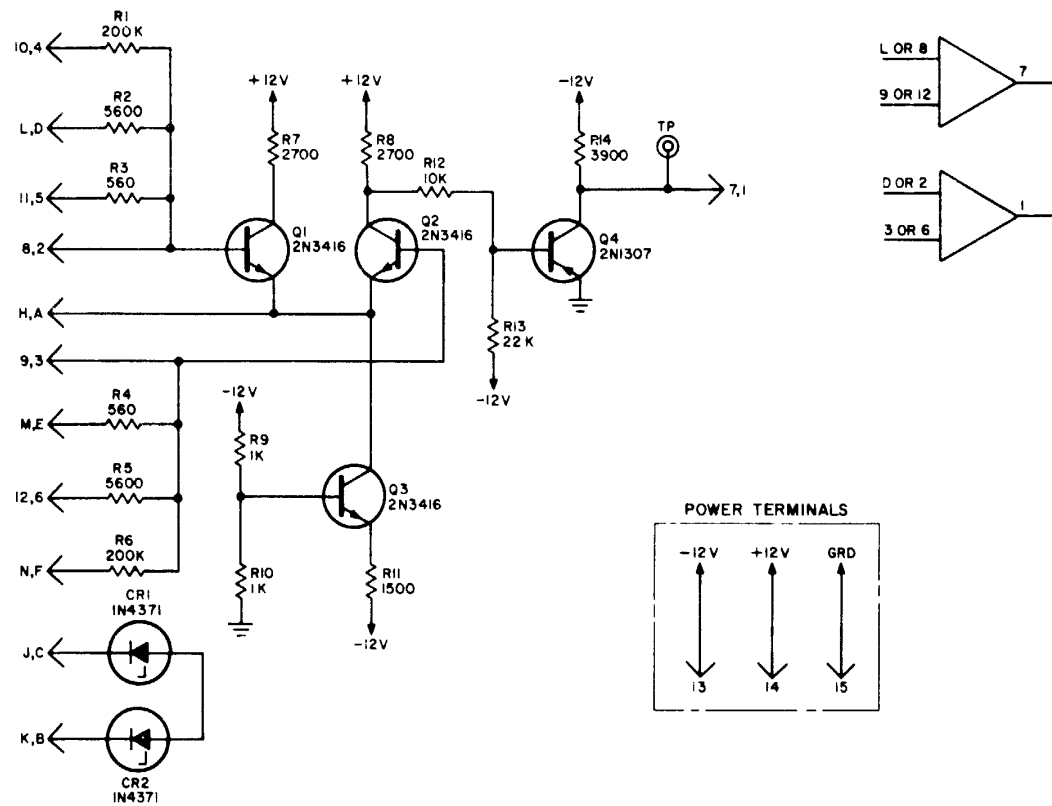 R1
200K
10,4
R2
5600
L,D
R3
560
11,5
8,2
H,A
9,3
R4
560
M,E
R5
5600
12,6
R6
200K
N,F
CR1
1N4371
J,C
K,B
CR2
1N4371
+12V
R7
2700
Q1
2N3416
+12V
R8
2700
R12
10K
Q2
2N3416
-12V
R14
3900
TP
7,1
Q4
2N1307
R13
22K
-12V
-12V
R9
1K
Q3
2N3416
R10
1K
R11
1500
-12V
L OR 8
7
9 OR 12
D OR 2
1
3 OR 6
POWER TERMINALS
-12V +12V GRD
13 14 15